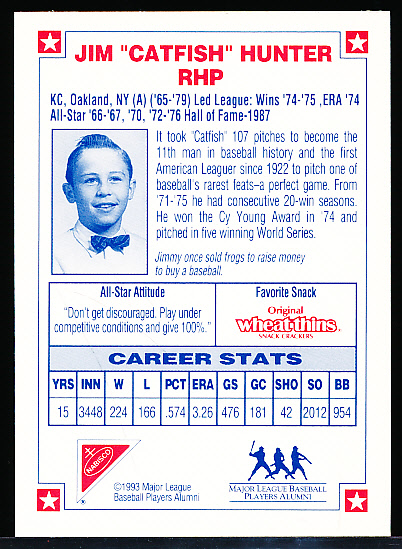 JIM "CATFISH" HUNTER
RHP
KC, Oakland, NY (A) ('65-'79) Led League: Wins '74-'75 ,ERA '74
All-Star '66-'67, '70, '72-'76 Hall of Fame-1987
It took "Catfish" 107 pitches to become the
11th man in baseball history and the first
American Leaguer since 1922 to pitch one of
baseball's rarest feats–a perfect game. From
'71-'75 he had consecutive 20-win seasons.
He won the Cy Young Award in '74 and
pitched in five winning World Series.
Jimmy once sold frogs to raise money
to buy a baseball.
All-Star Attitude
"Don't get discouraged. Play under
competitive conditions and give 100%."
Favorite Snack
Original
wheat thins®
SNACK CRACKERS
CAREER STATS
YRS INN W L PCT ERA GS GC SHO SO BB
15 3448 224 166 .574 3.26 476 181 42 2012 954
NABISCO
®
©1993 Major League
Baseball Players Alumni
MAJOR LEAGUE BASEBALL
PLAYERS ALUMNI